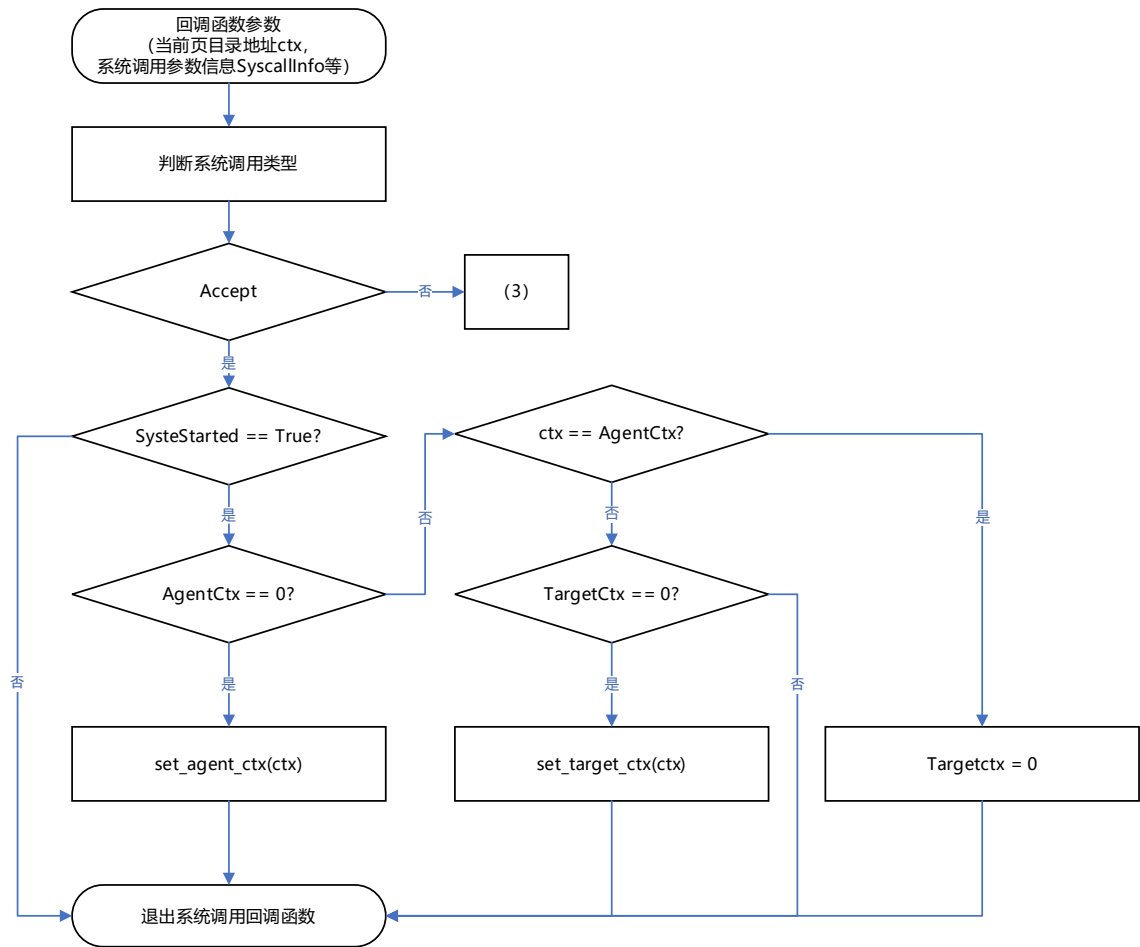 回调函数参数
（当前页目录地址ctx,
系统调用参数信息SyscallInfo等）
判断系统调用类型
Accept
否
（3）
是
SysteStarted == True?
ctx == AgentCtx?
是
否
否
是
AgentCtx == 0?
TargetCtx == 0?
否
是
是
否
set_agent_ctx(ctx)
set_target_ctx(ctx)
Targetctx = 0
退出系统调用回调函数